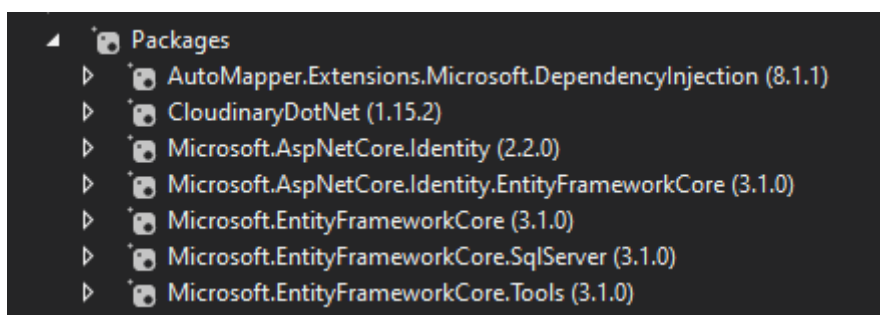 Packages
AutoMapper.Extensions.Microsoft.DependencyInjection (8.1.1)
CloudinaryDotNet (1.15.2)
Microsoft.AspNetCore.Identity (2.2.0)
Microsoft.AspNetCore.Identity.EntityFrameworkCore (3.1.0)
Microsoft.EntityFrameworkCore (3.1.0)
Microsoft.EntityFrameworkCore.SqlServer (3.1.0)
Microsoft.EntityFrameworkCore.Tools (3.1.0)